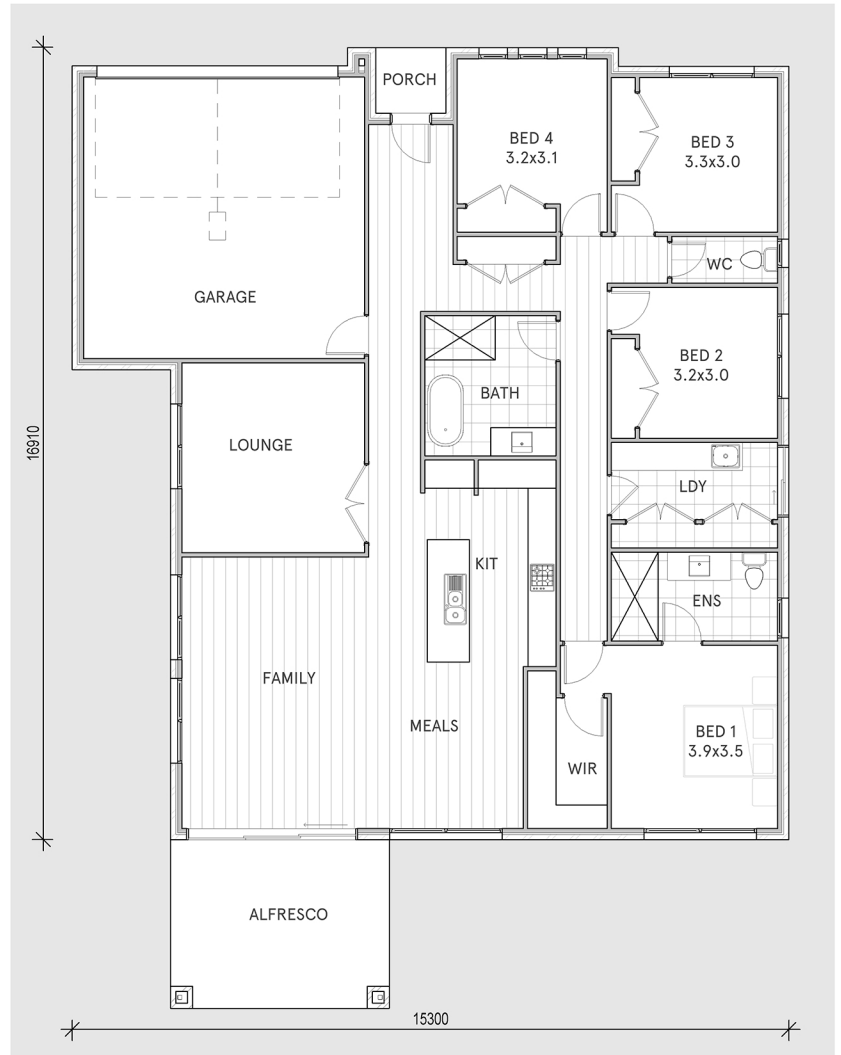 PORCH
BED 4
3.2x3.1
BED 3
3.3x3.0
WC
GARAGE
BED 2
3.2x3.0
BATH
16910
LOUNGE
LDY
KIT
ENS
FAMILY
MEALS
BED 1
3.9x3.5
WIR
ALFRESCO
15300